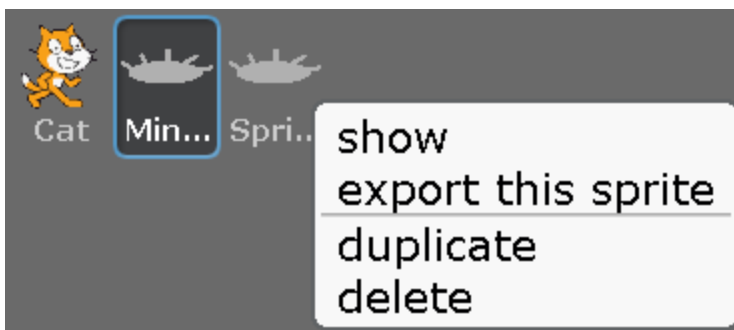 Cat Min... Spri..
show
export this sprite
duplicate
delete